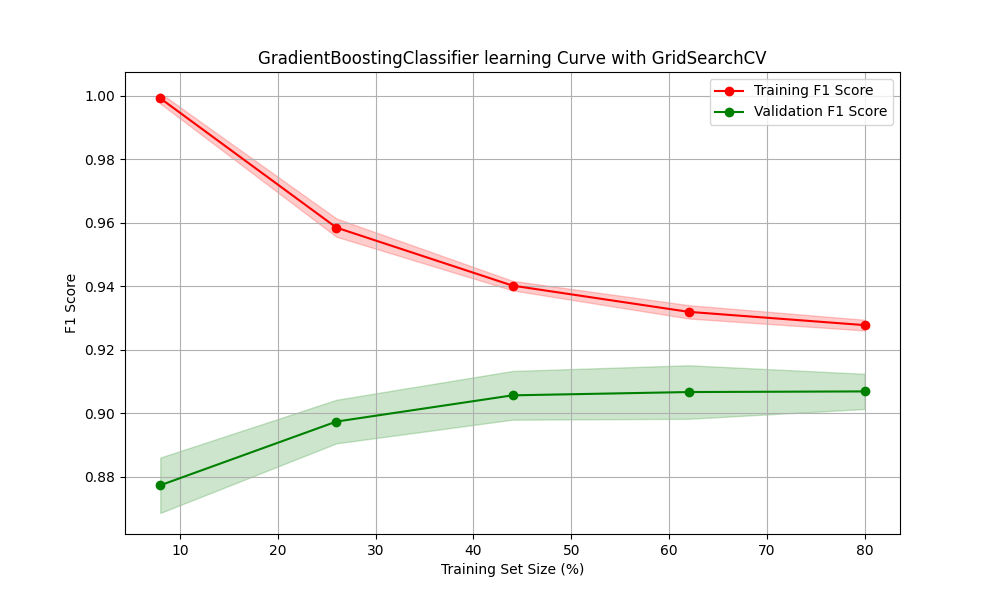 GradientBoostingClassifier learning Curve with GridSearchCV
Training F1 Score
Validation F1 Score
1.00
0.98
0.96
0.94
0.92
0.90
0.88
F1 Score
10 20 30 40 50 60 70 80
Training Set Size (%)